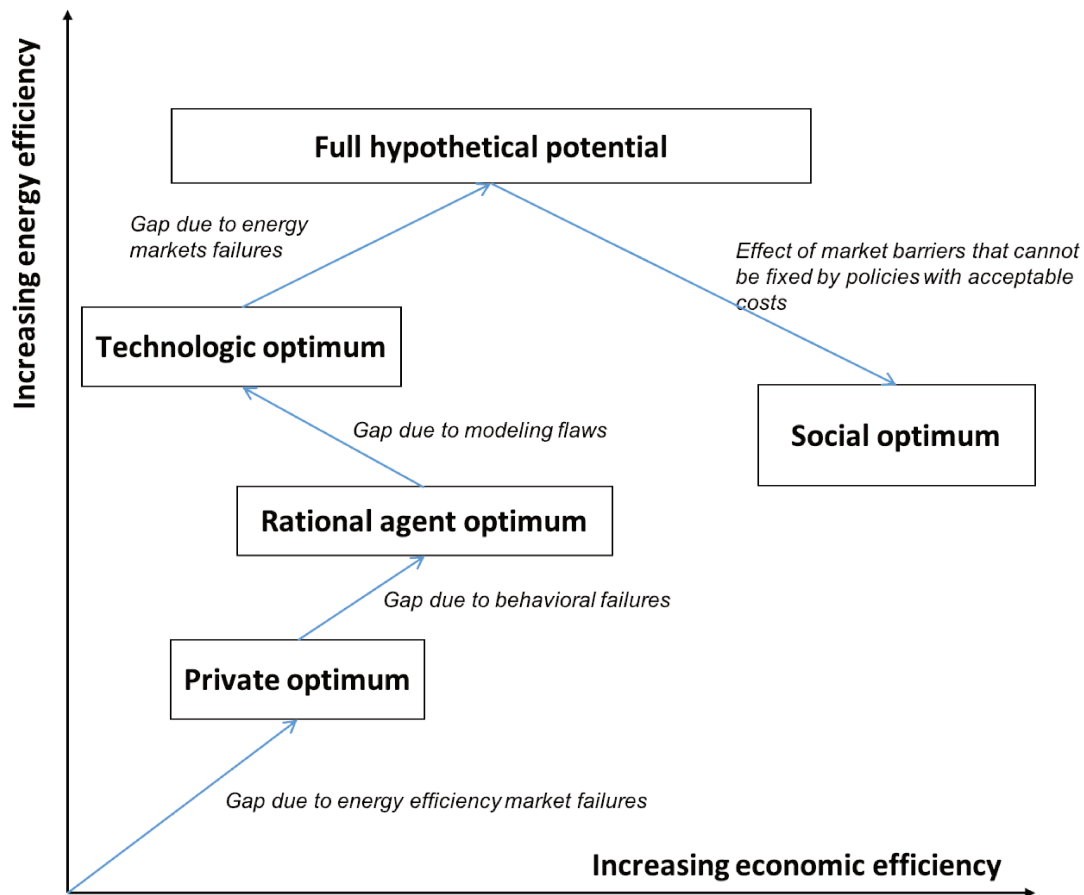 Increasing energy efficiency
Full hypothetical potential
Gap due to energy
markets failures
Effect of market barriers that cannot
be fixed by policies with acceptable
costs
Technologic optimum
Gap due to modeling flaws
Social optimum
Rational agent optimum
Gap due to behavioral failures
Private optimum
Gap due to energy efficiency market failures
Increasing economic efficiency